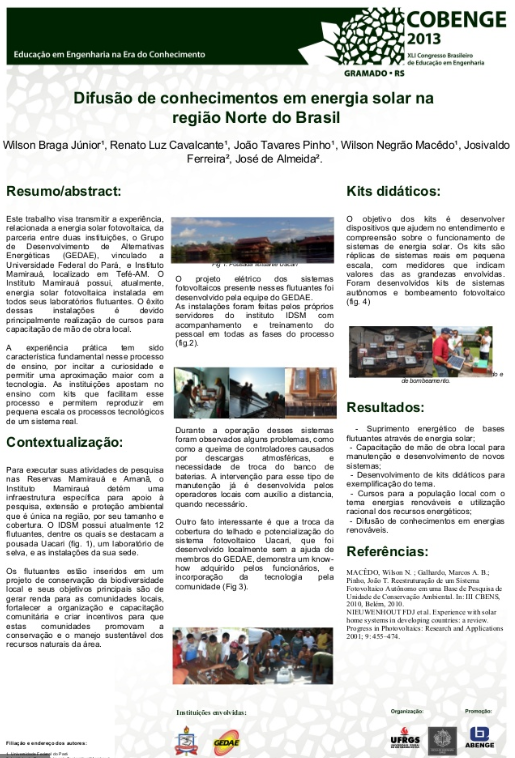 COBENGE
2013
XLI Congresso Brasileiro
de Educação em Engenharia
Educação em Engenharia na Era do Conhecimento
GRAMADO • RS
Difusão de conhecimentos em energia solar na
região Norte do Brasil
Wilson Braga Júnior¹, Renato Luz Cavalcante¹, João Tavares Pinho¹, Wilson Negrão Macêdo¹, Josivaldo
Ferreira², José de Almeida².
Resumo/abstract:
Este trabalho visa transmitir a experiência,
relacionada a energia solar fotovoltaica, da
parceria entre duas instituições, o Grupo
de Desenvolvimento de Alternativas
Energéticas (GEDAE), vinculado a
Universidade Federal do Pará, e Instituto
Mamirauá, localizado em Tefé-AM. O
Instituto Mamirauá possui, atualmente,
energia solar fotovoltaica instalada em
todos seus laboratórios flutuantes. O êxito
dessas instalações é devido
principalmente realização de cursos para
capacitação de mão de obra local.
A experiência prática tem sido
característica fundamental nesse processo
de ensino, por incitar a curiosidade e
permitir uma aproximação maior com a
tecnologia. As instituições apostam no
ensino com kits que facilitam esse
processo e permitem reproduzir em
pequena escala os processos tecnológicos
de um sistema real.
Contextualização:
Para executar suas atividades de pesquisa
nas Reservas Mamirauá e Amanã, o
Instituto Mamirauá detém uma
infraestrutura específica para apoio à
pesquisa, extensão e proteção ambiental
que é única na região, por seu tamanho e
cobertura. O IDSM possui atualmente 12
flutuantes, dentre os quais se destacam a
pousada Uacari (fig. 1), um laboratório de
selva, e as instalações da sua sede.
Os flutuantes estão inseridos em um
projeto de conservação da biodiversidade
local e seus objetivos principais são de
gerar renda para as comunidades locais,
fortalecer a organização e capacitação
comunitária e criar incentivos para que
estas comunidades promovam a
conservação e o manejo sustentável dos
recursos naturais da área.
Filiação e endereço dos autores:
Fig 1. Pousada flutuante Uacari
O projeto elétrico dos sistemas
fotovoltaicos presente nesses flutuantes foi
desenvolvido pela equipe do GEDAE.
As instalações foram feitas pelos próprios
servidores do instituto IDSM com
acompanhamento e treinamento do
pessoal em todas as fases do processo
(fig.2).
Durante a operação desses sistemas
foram observados alguns problemas, como
como a queima de controladores causados
por descargas atmosféricas, e
necessidade de troca do banco de
baterias. A intervenção para esse tipo de
manutenção já é desenvolvida pelos
operadores locais com auxílio a distancia,
quando necessário.
Outro fato interessante é que a troca da
cobertura do telhado e potencialização do
sistema fotovoltaico Uacari, que foi
desenvolvido localmente sem a ajuda de
membros do GEDAE, demonstra um know-
how adquirido pelos funcionários, e
incorporação da tecnologia pela
comunidade (Fig 3).
Instituições envolvidas:
GEDAE
Kits didáticos:
O objetivo dos kits é desenvolver
dispositivos que ajudem no entendimento e
compreensão sobre o funcionamento de
sistemas de energia solar. Os kits são
réplicas de sistemas reais em pequena
escala, com medidores que indicam
valores das as grandezas envolvidas.
Foram desenvolvidos kits de sistemas
autônomos e bombeamento fotovoltaico
(fig. 4)
de bombeamento.
Resultados:
- Suprimento energético de bases
flutuantes através de energia solar;
- Capacitação de mão de obra local para
manutenção e desenvolvimento de novos
sistemas;
- Desenvolvimento de kits didáticos para
exemplificação do tema.
- Cursos para a população local com o
tema energias renováveis e utilização
racional dos recursos energéticos;
- Difusão de conhecimentos em energias
renováveis.
Referências:
MACÊDO, Wilson N. ; Galhardo, Marcos A. B.;
Pinho, João T. Reestruturação de um Sistema
Fotovoltaico Autônomo em uma Base de Pesquisa de
Unidade de Conservação Ambiental. In: III CBENS,
2010, Belém, 2010.
NIEUWENHOUT FDJ et al. Experience with solar
home systems in developing countries: a review.
Progress in Photovoltaics: Research and Applications
2001; 9: 455–474.
Organização:
Promoção:
UFRGS
ABENGE